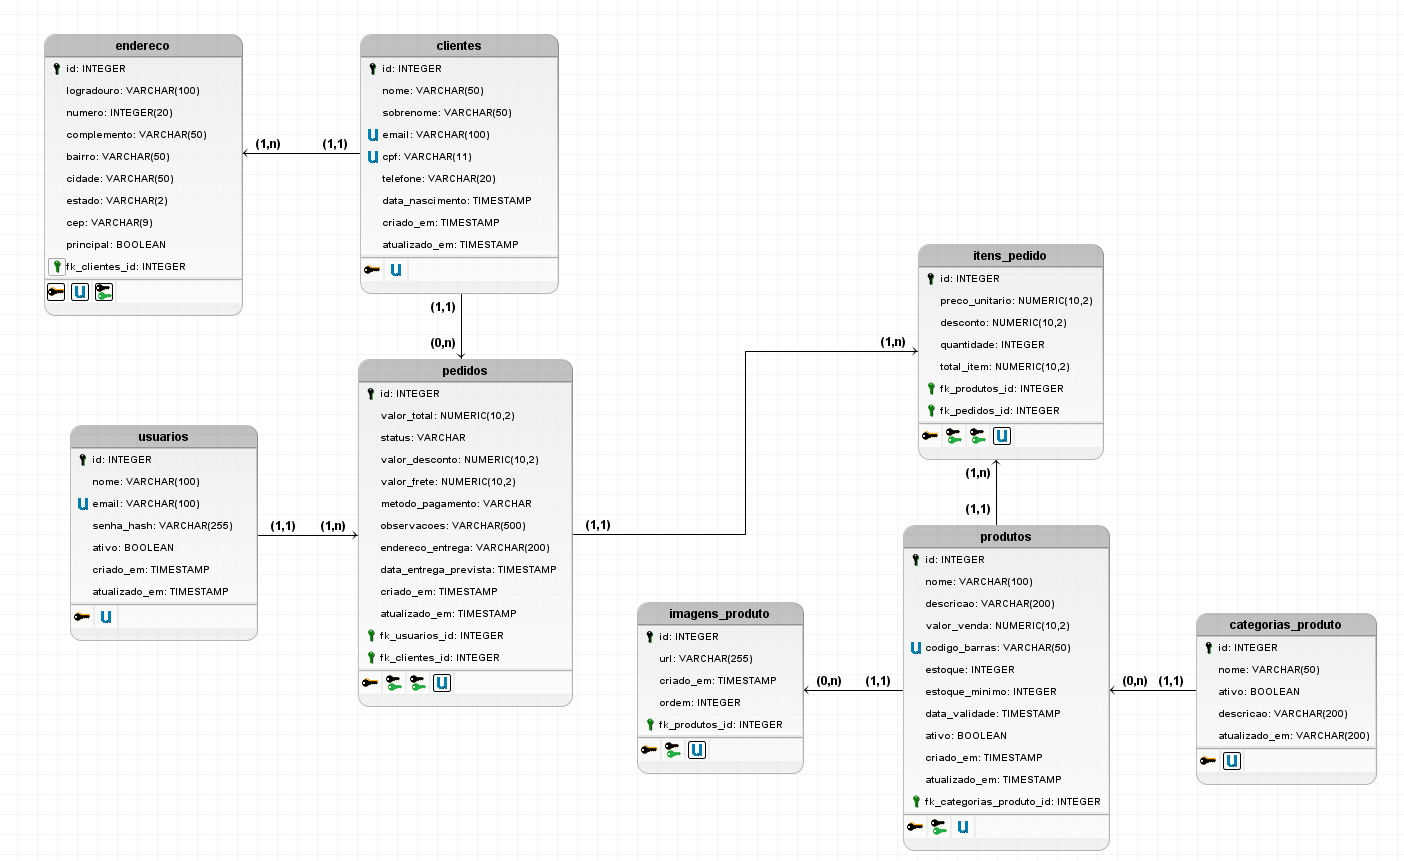 endereco
id: INTEGER
logradouro: VARCHAR(100)
numero: INTEGER(20)
complemento: VARCHAR(50)
bairro: VARCHAR(50)
cidade: VARCHAR(50)
estado: VARCHAR(2)
cep: VARCHAR(9)
principal: BOOLEAN
fk_clientes_id: INTEGER
U
(1,n)
(1,1)
clientes
id: INTEGER
nome: VARCHAR(50)
sobrenome: VARCHAR(50)
U email: VARCHAR(100)
U cpf: VARCHAR(11)
telefone: VARCHAR(20)
data_nascimento: TIMESTAMP
criado_em: TIMESTAMP
atualizado_em: TIMESTAMP
U
(1,1)
(0,n)
usuarios
id: INTEGER
nome: VARCHAR(100)
U email: VARCHAR(100)
senha_hash: VARCHAR(255)
ativo: BOOLEAN
criado_em: TIMESTAMP
atualizado_em: TIMESTAMP
U
(1,1)
(1,n)
pedidos
id: INTEGER
valor_total: NUMERIC(10,2)
status: VARCHAR
valor_desconto: NUMERIC(10,2)
valor_frete: NUMERIC(10,2)
metodo_pagamento: VARCHAR
observacoes: VARCHAR(500)
endereco_entrega: VARCHAR(200)
data_entrega_prevista: TIMESTAMP
criado_em: TIMESTAMP
atualizado_em: TIMESTAMP
fk_usuarios_id: INTEGER
fk_clientes_id: INTEGER
U
(1,1)
(1,n)
itens_pedido
id: INTEGER
preco_unitario: NUMERIC(10,2)
desconto: NUMERIC(10,2)
quantidade: INTEGER
total_item: NUMERIC(10,2)
fk_produtos_id: INTEGER
fk_pedidos_id: INTEGER
U
(1,n)
(1,1)
imagens_produto
id: INTEGER
url: VARCHAR(255)
criado_em: TIMESTAMP
ordem: INTEGER
fk_produtos_id: INTEGER
U
(0,n)
(1,1)
produtos
id: INTEGER
nome: VARCHAR(100)
descricao: VARCHAR(200)
valor_venda: NUMERIC(10,2)
U codigo_barras: VARCHAR(50)
estoque: INTEGER
estoque_minimo: INTEGER
data_validade: TIMESTAMP
ativo: BOOLEAN
criado_em: TIMESTAMP
atualizado_em: TIMESTAMP
fk_categorias_produto_id: INTEGER
U
(0,n)
(1,1)
categorias_produto
id: INTEGER
nome: VARCHAR(50)
ativo: BOOLEAN
descricao: VARCHAR(200)
atualizado_em: VARCHAR(200)
U